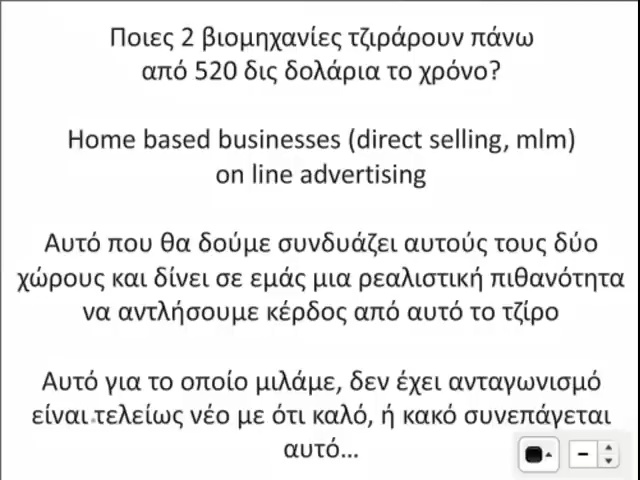 Ποιες 2 βιομηχανίες τζιράρουν πάνω
από 520 δις δολάρια το χρόνο?
Home based businesses (direct selling, mlm)
on line advertising
Αυτό που θα δούμε συνδυάζει αυτούς τους δύο
χώρους και δίνει σε εμάς μια ρεαλιστική πιθανότητα
να αντλήσουμε κέρδος από αυτό το τζίρο
Αυτό για το οποίο μιλάμε, δεν έχει ανταγωνισμό
είναι τελείως νέο με ότι καλό, ή κακό συνεπάγεται
αυτό...